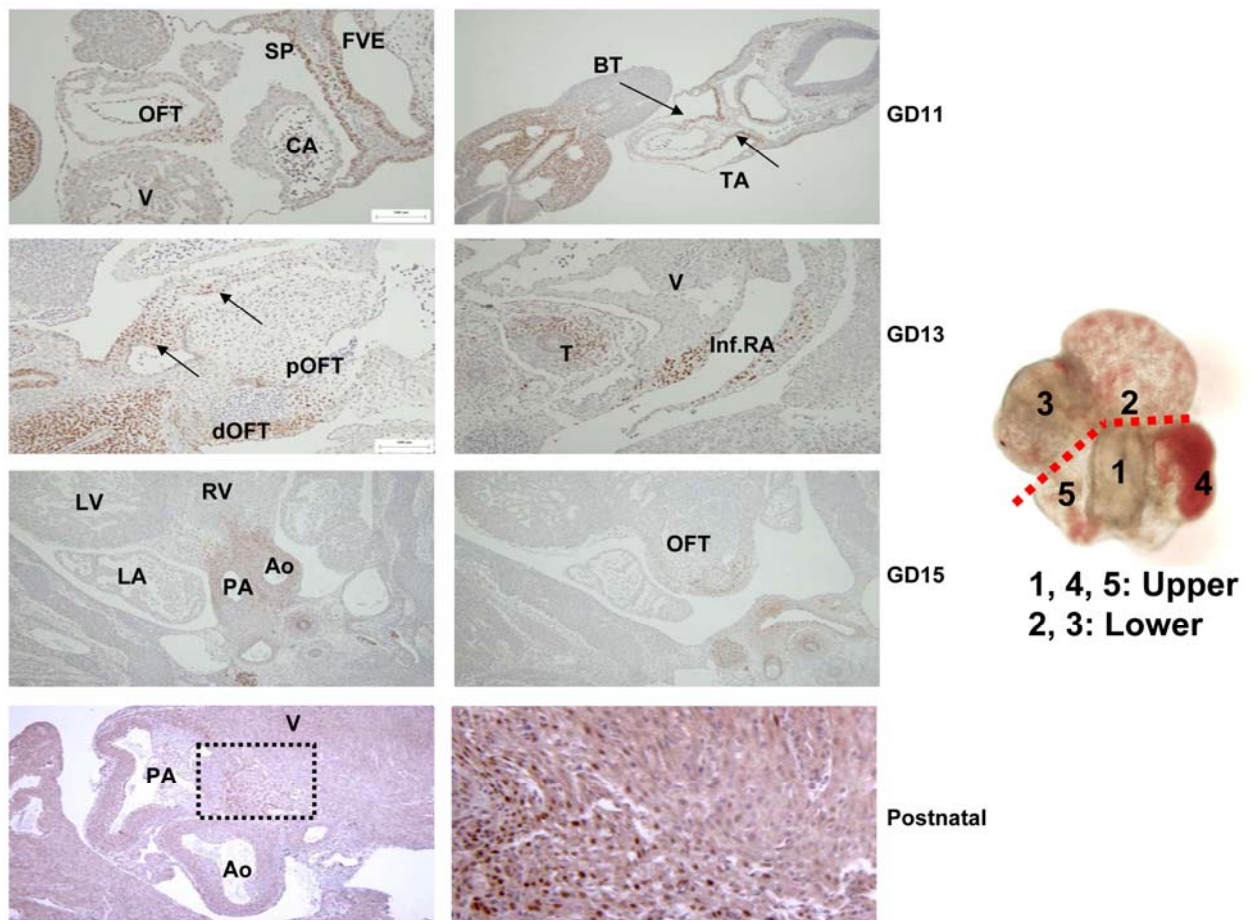 SP
FVE
OFT
CA
V
BT
TA
GD11
pOFT
dOFT
V
T
Inf.RA
GD13
LV
RV
LA
PA
Ao
OFT
GD15
V
PA
Ao
Postnatal
3
2
1
5
4
1, 4, 5: Upper
2, 3: Lower